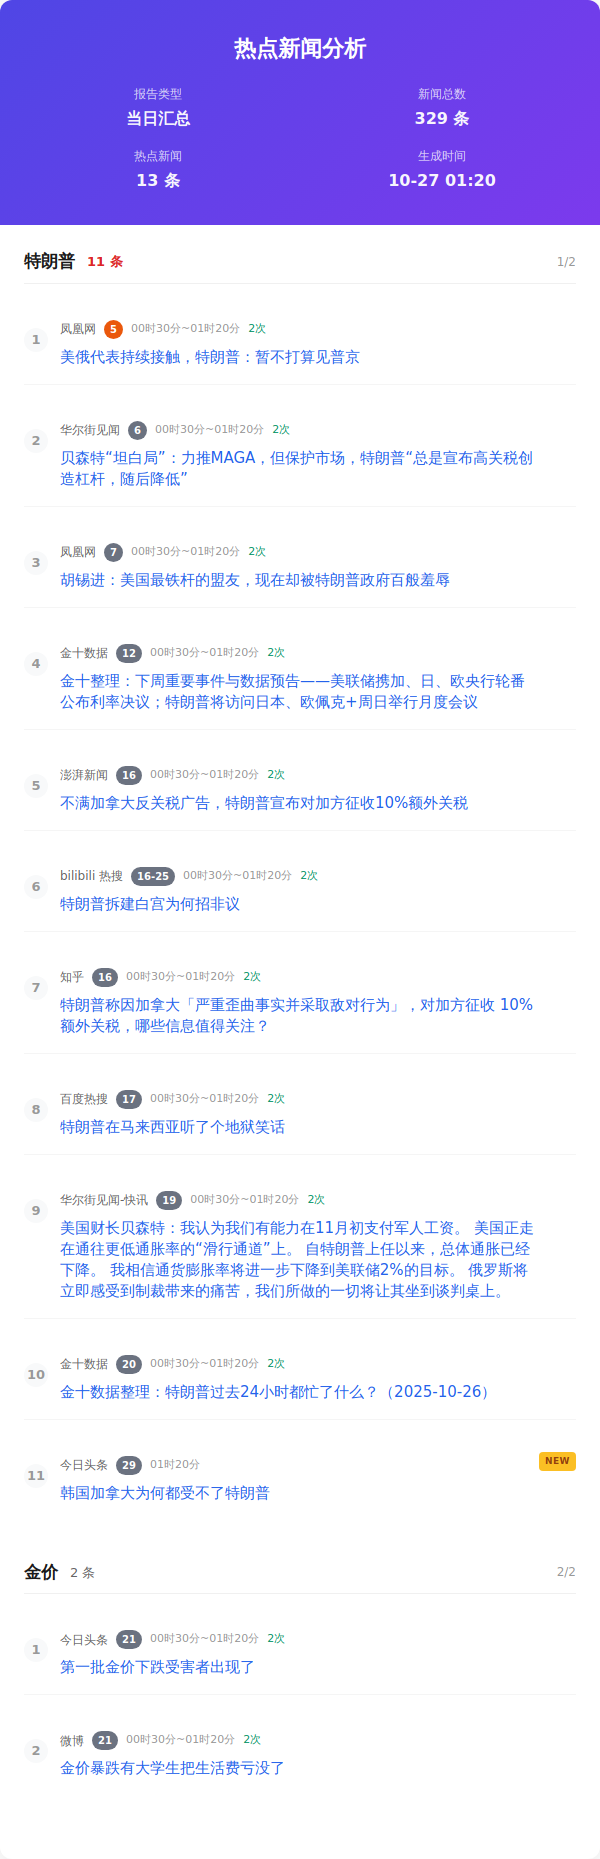 热点新闻分析
报告类型
新闻总数
当日汇总
329 条
热点新闻
生成时间
13 条
10-27 01:20
特朗普 11 条 1/2
1 凤凰网 5 00时30分~01时20分 2次
美俄代表持续接触，特朗普：暂不打算见普京
2 华尔街见闻 6 00时30分~01时20分 2次
贝森特“坦白局”：力推MAGA，但保护市场，特朗普“总是宣布高关税创
造杠杆，随后降低”
3 凤凰网 7 00时30分~01时20分 2次
胡锡进：美国最铁杆的盟友，现在却被特朗普政府百般羞辱
4 金十数据 12 00时30分~01时20分 2次
金十整理：下周重要事件与数据预告——美联储携加、日、欧央行轮番
公布利率决议；特朗普将访问日本、欧佩克+周日举行月度会议
5 澎湃新闻 16 00时30分~01时20分 2次
不满加拿大反关税广告，特朗普宣布对加方征收10%额外关税
6 bilibili 热搜 16-25 00时30分~01时20分 2次
特朗普拆建白宫为何招非议
7 知乎 16 00时30分~01时20分 2次
特朗普称因加拿大「严重歪曲事实并采取敌对行为」，对加方征收 10%
额外关税，哪些信息值得关注？
8 百度热搜 17 00时30分~01时20分 2次
特朗普在马来西亚听了个地狱笑话
9 华尔街见闻-快讯 19 00时30分~01时20分 2次
美国财长贝森特：我认为我们有能力在11月初支付军人工资。 美国正走
在通往更低通胀率的“滑行通道”上。 自特朗普上任以来，总体通胀已经
下降。 我相信通货膨胀率将进一步下降到美联储2%的目标。 俄罗斯将
立即感受到制裁带来的痛苦，我们所做的一切将让其坐到谈判桌上。
10 金十数据 20 00时30分~01时20分 2次
金十数据整理：特朗普过去24小时都忙了什么？（2025-10-26）
11 今日头条 29 01时20分 NEW
韩国加拿大为何都受不了特朗普
金价 2 条 2/2
1 今日头条 21 00时30分~01时20分 2次
第一批金价下跌受害者出现了
2 微博 21 00时30分~01时20分 2次
金价暴跌有大学生把生活费亏没了